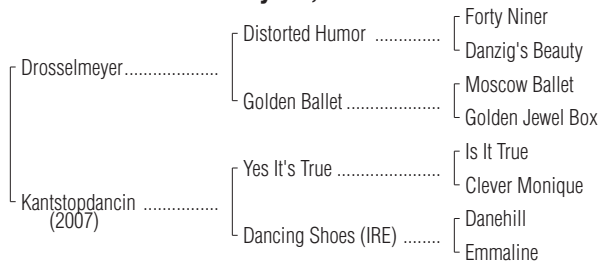 Forty Niner
Distorted Humor ..............
Danzig's Beauty
Drosselmeyer.....................
Moscow Ballet
Golden Ballet .....................
Golden Jewel Box
Is It True
Yes It's True .......................
Clever Monique
Kantstopdancin .................
(2007)
Danehill
Dancing Shoes (IRE) ........
Emmaline